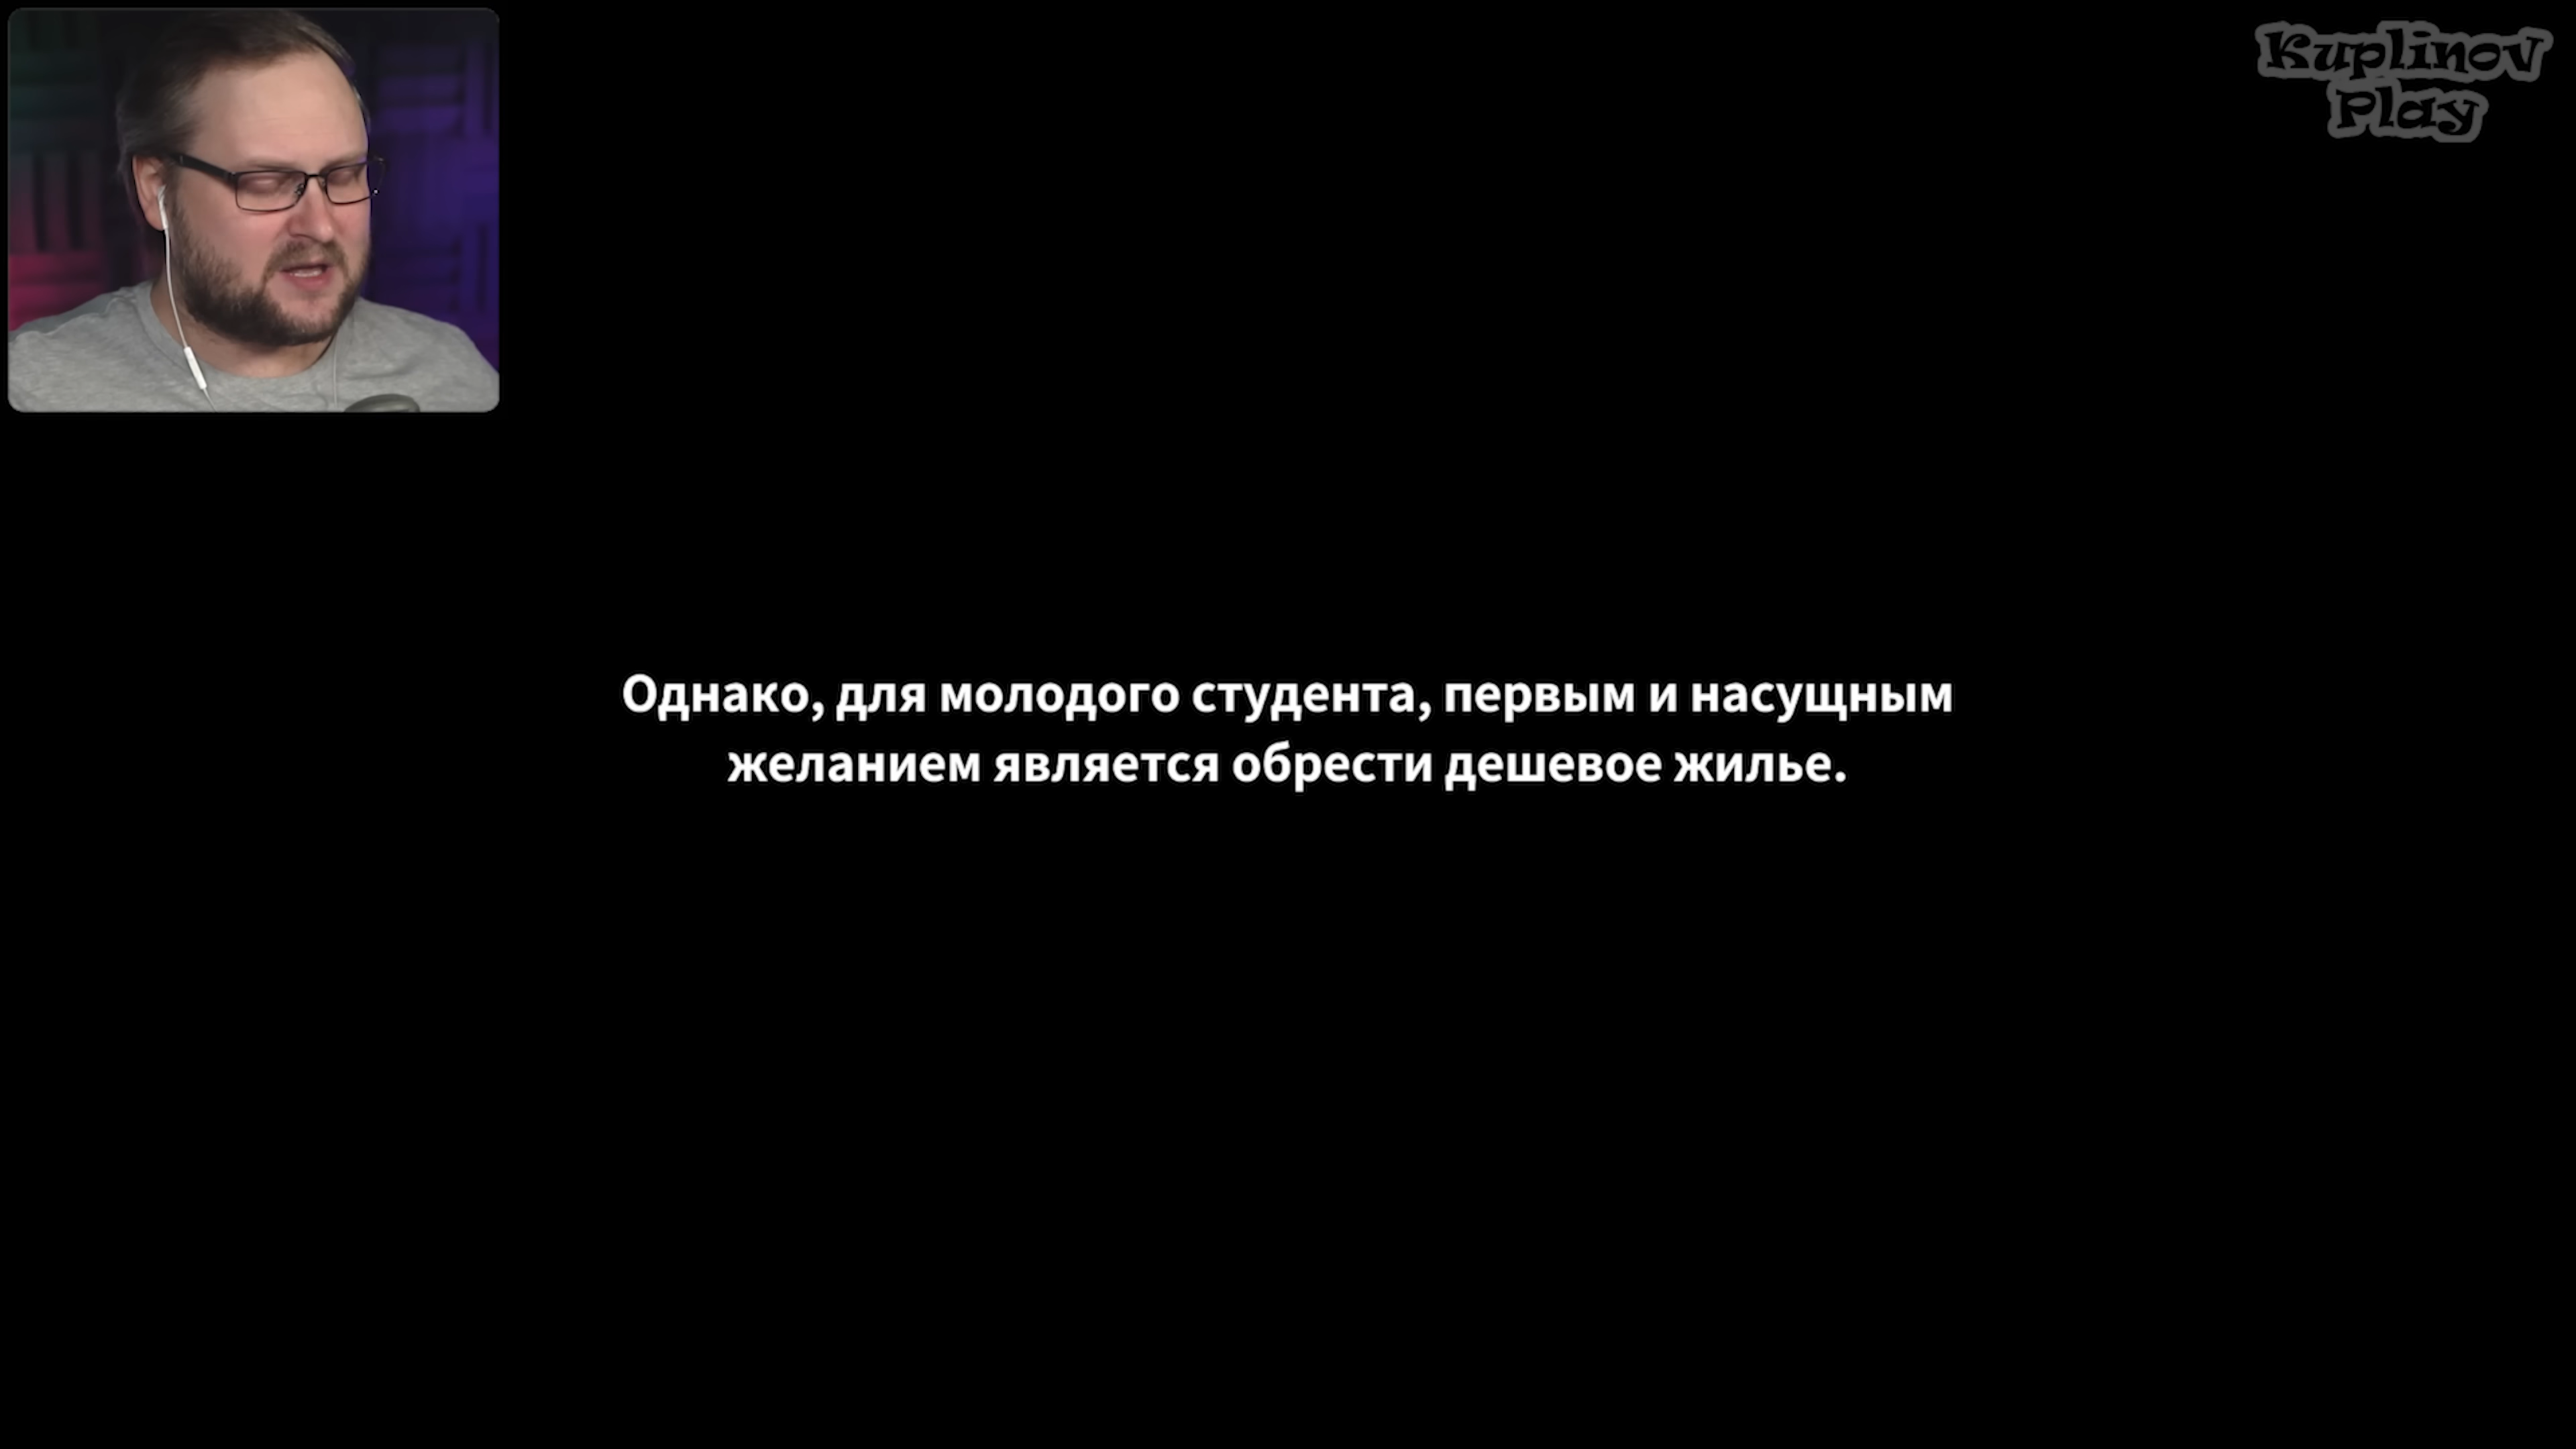 Kuplinov
Play
Однако, для молодого студента, первым и насущным
желанием является обрести дешевое жилье.